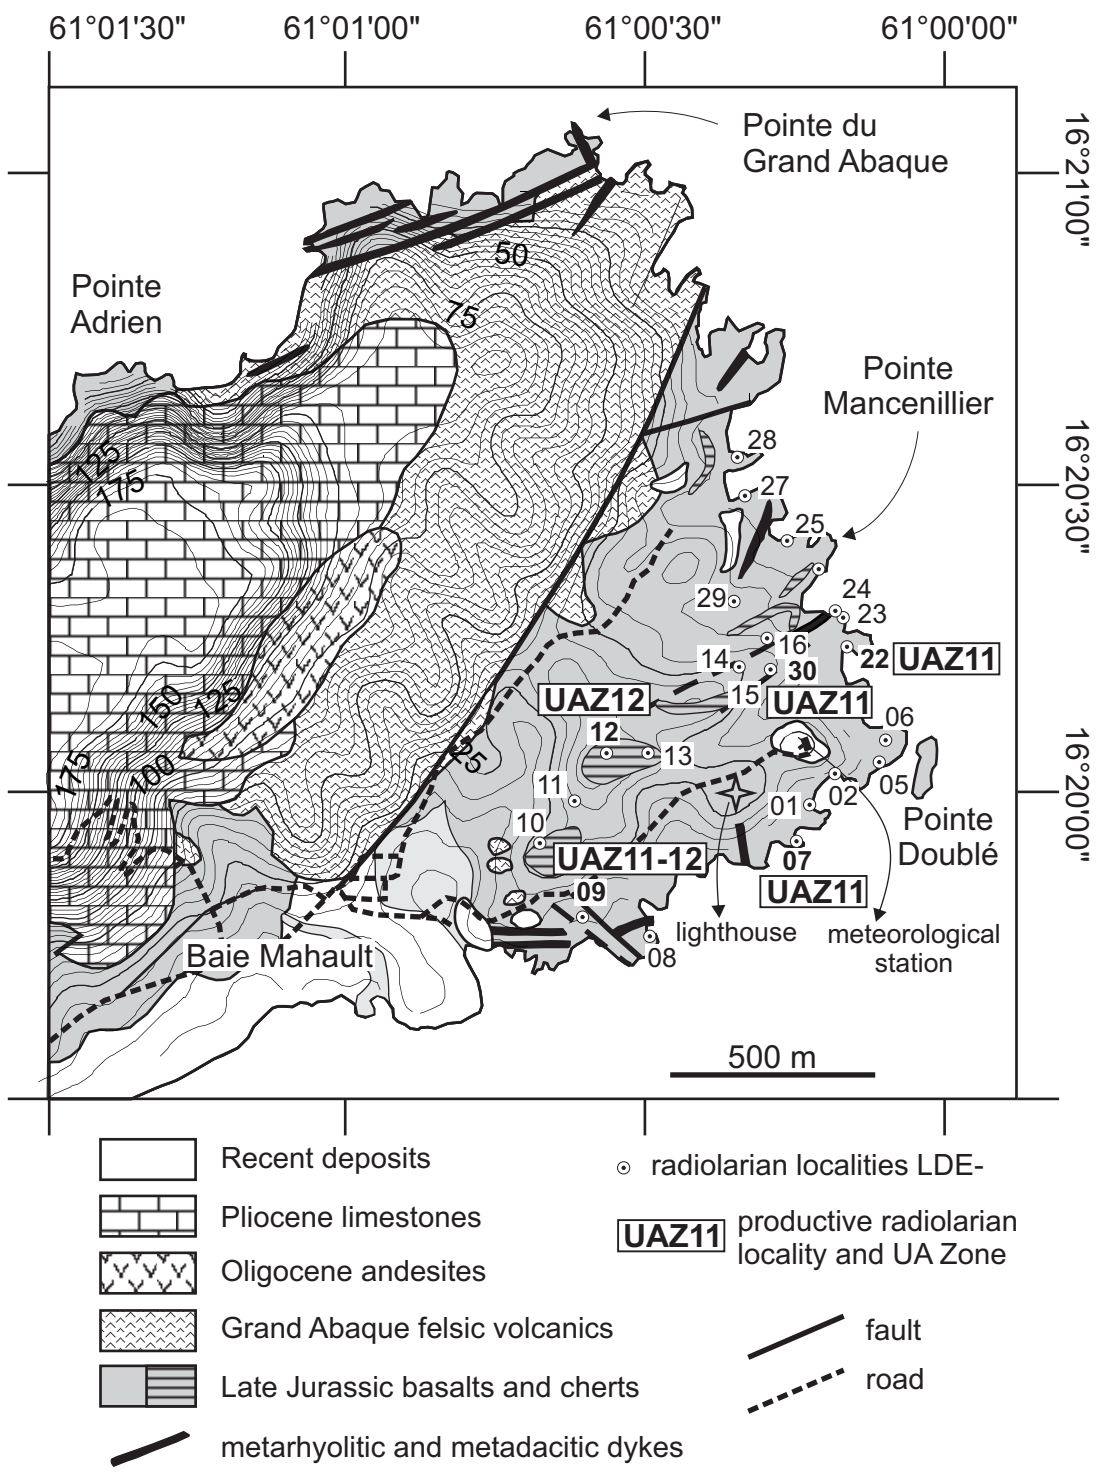 61°01'30"
61°01'00"
61°00'30"
61°00'00"
Pointe du
Grand Abaque
16°21'00"
50
Pointe
Adrien
75
Pointe
Mancenillier
16°20'30"
125
175
28
27
25
29
24
23
16
22 UAZ11
14
30
15
UAZ12
UAZ11
150
125
12
06
175
100
25
13
16°20'00"
11
05
02
01
Pointe
Doublé
10
UAZ11-12
07
09
UAZ11
lighthouse
meteorological
station
08
Baie Mahault
500 m
Recent deposits
Pliocene limestones
Oligocene andesites
Grand Abaque felsic volcanics
Late Jurassic basalts and cherts
metarhyolitic and metadacitic dykes
radiolarian localities LDE-
UAZ11
productive radiolarian
locality and UA Zone
fault
road